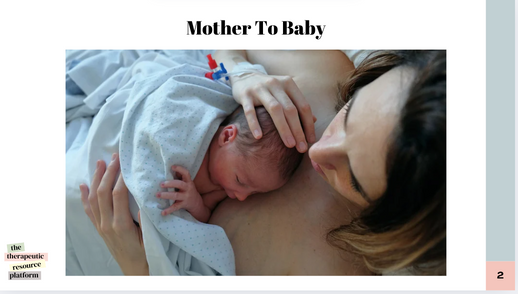 Mother To Baby
the
therapeutic
resource
platform
2